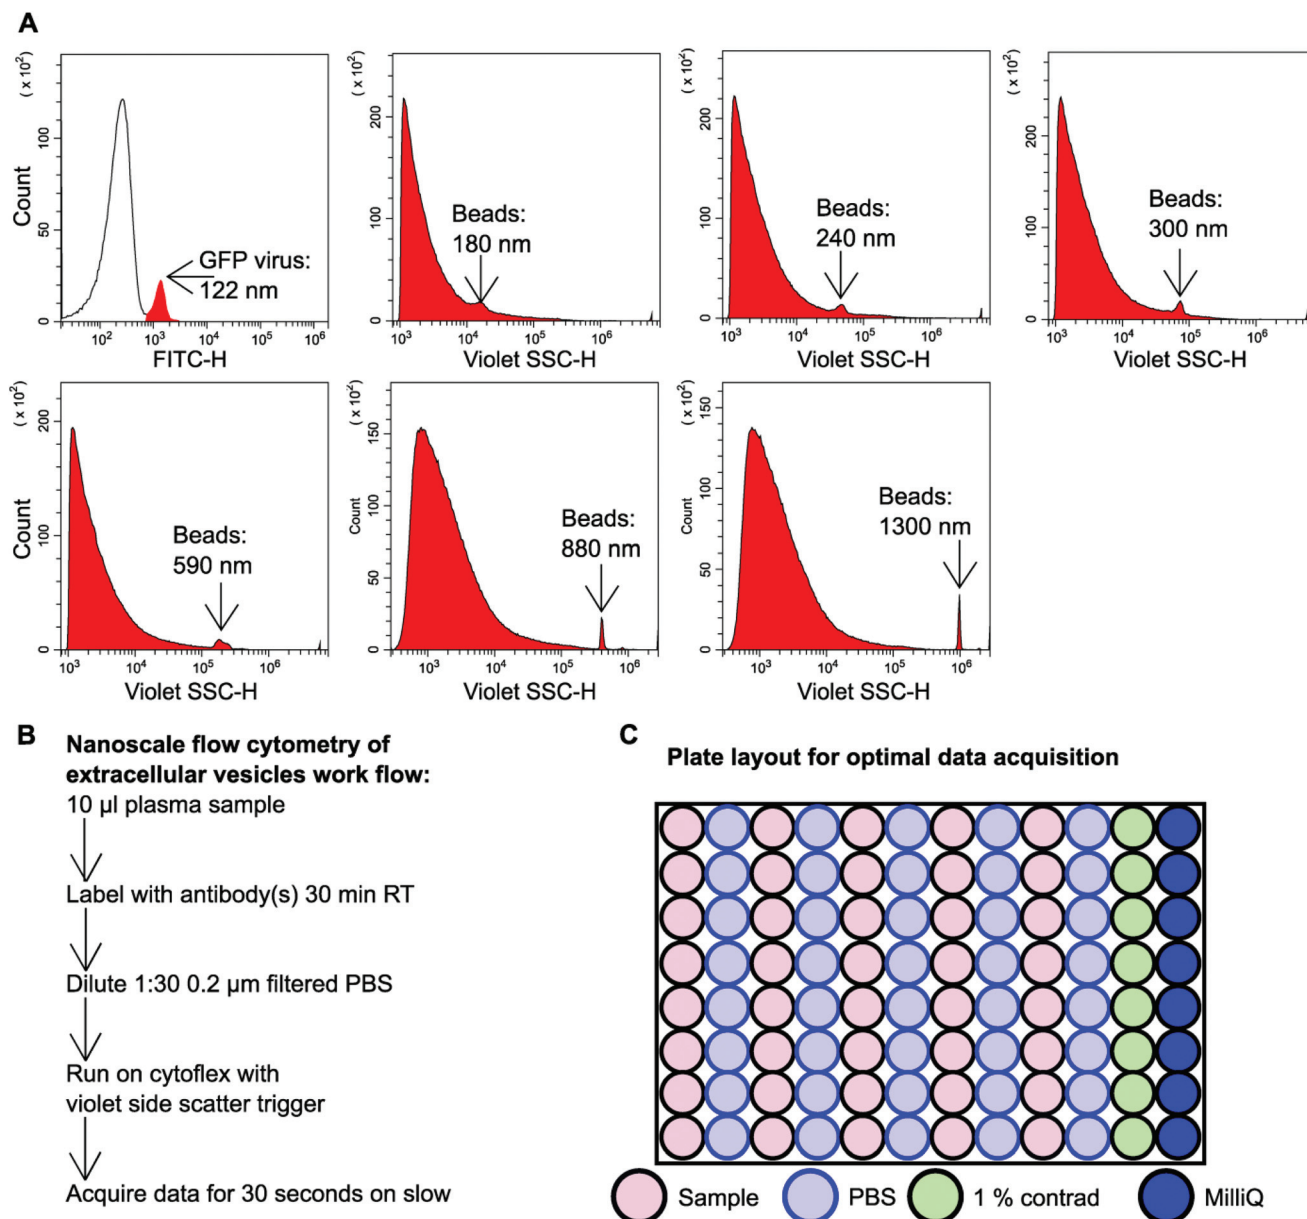 A
( x 10²)
Count
0
50
100
10²
10³
10⁴
10⁵
10⁶
FITC-H
GFP virus:
122 nm
( x 10²)
0
100
200
10³
10⁴
10⁵
10⁶
Violet SSC-H
Beads:
180 nm
( x 10²)
0
100
200
10³
10⁴
10⁵
10⁶
Violet SSC-H
Beads:
240 nm
( x 10²)
0
100
200
10³
10⁴
10⁵
10⁶
Violet SSC-H
Beads:
300 nm
( x 10²)
Count
0
100
200
10³
10⁴
10⁵
10⁶
Violet SSC-H
Beads:
590 nm
( x 10²)
Count
0
50
100
150
10³
10⁴
10⁵
10⁶
Violet SSC-H
Beads:
880 nm
( x 10²)
Count
0
50
100
150
10³
10⁴
10⁵
10⁶
Violet SSC-H
Beads:
1300 nm
B
Nanoscale flow cytometry of
extracellular vesicles work flow:
10 µl plasma sample
Label with antibody(s) 30 min RT
Dilute 1:30 0.2 µm filtered PBS
Run on cytoflex with
violet side scatter trigger
Acquire data for 30 seconds on slow
C
Plate layout for optimal data acquisition
Sample
PBS
1 % contrad
MilliQ